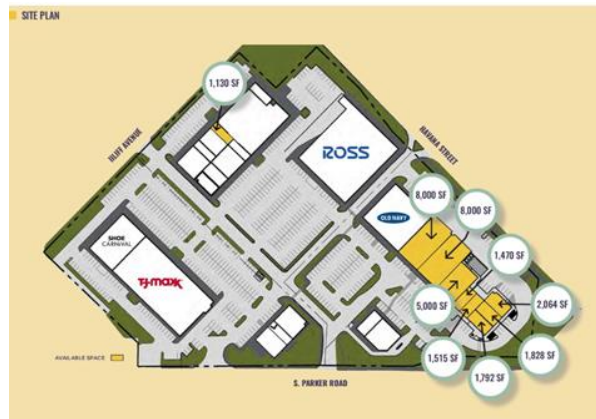 SITE PLAN
1,130 SF
ILIFF AVENUE
HAVANA STREET
ROSS
OLD NAVY
8,000 SF
8,000 SF
1,470 SF
SHOE
CARNIVAL
T.J.maxx
5,000 SF
2,064 SF
1,515 SF
1,828 SF
1,792 SF
AVAILABLE SPACE
S. PARKER ROAD